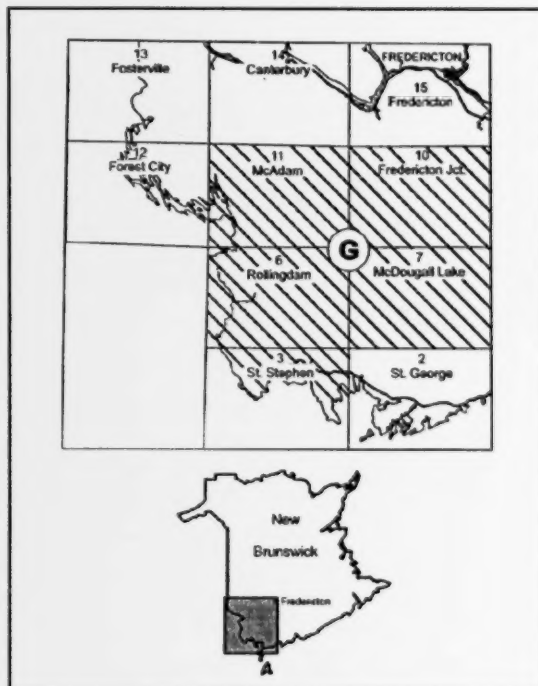 13
Fosterville
14
Canterbury
FREDERICTON
15
Fredericton
12
Forest City
11
McAdam
10
Fredericton Jct.
G
6
Rollingdam
7
McDougall Lake
3
St. Stephen
2
St. George
New
Brunswick
Fredericton
A